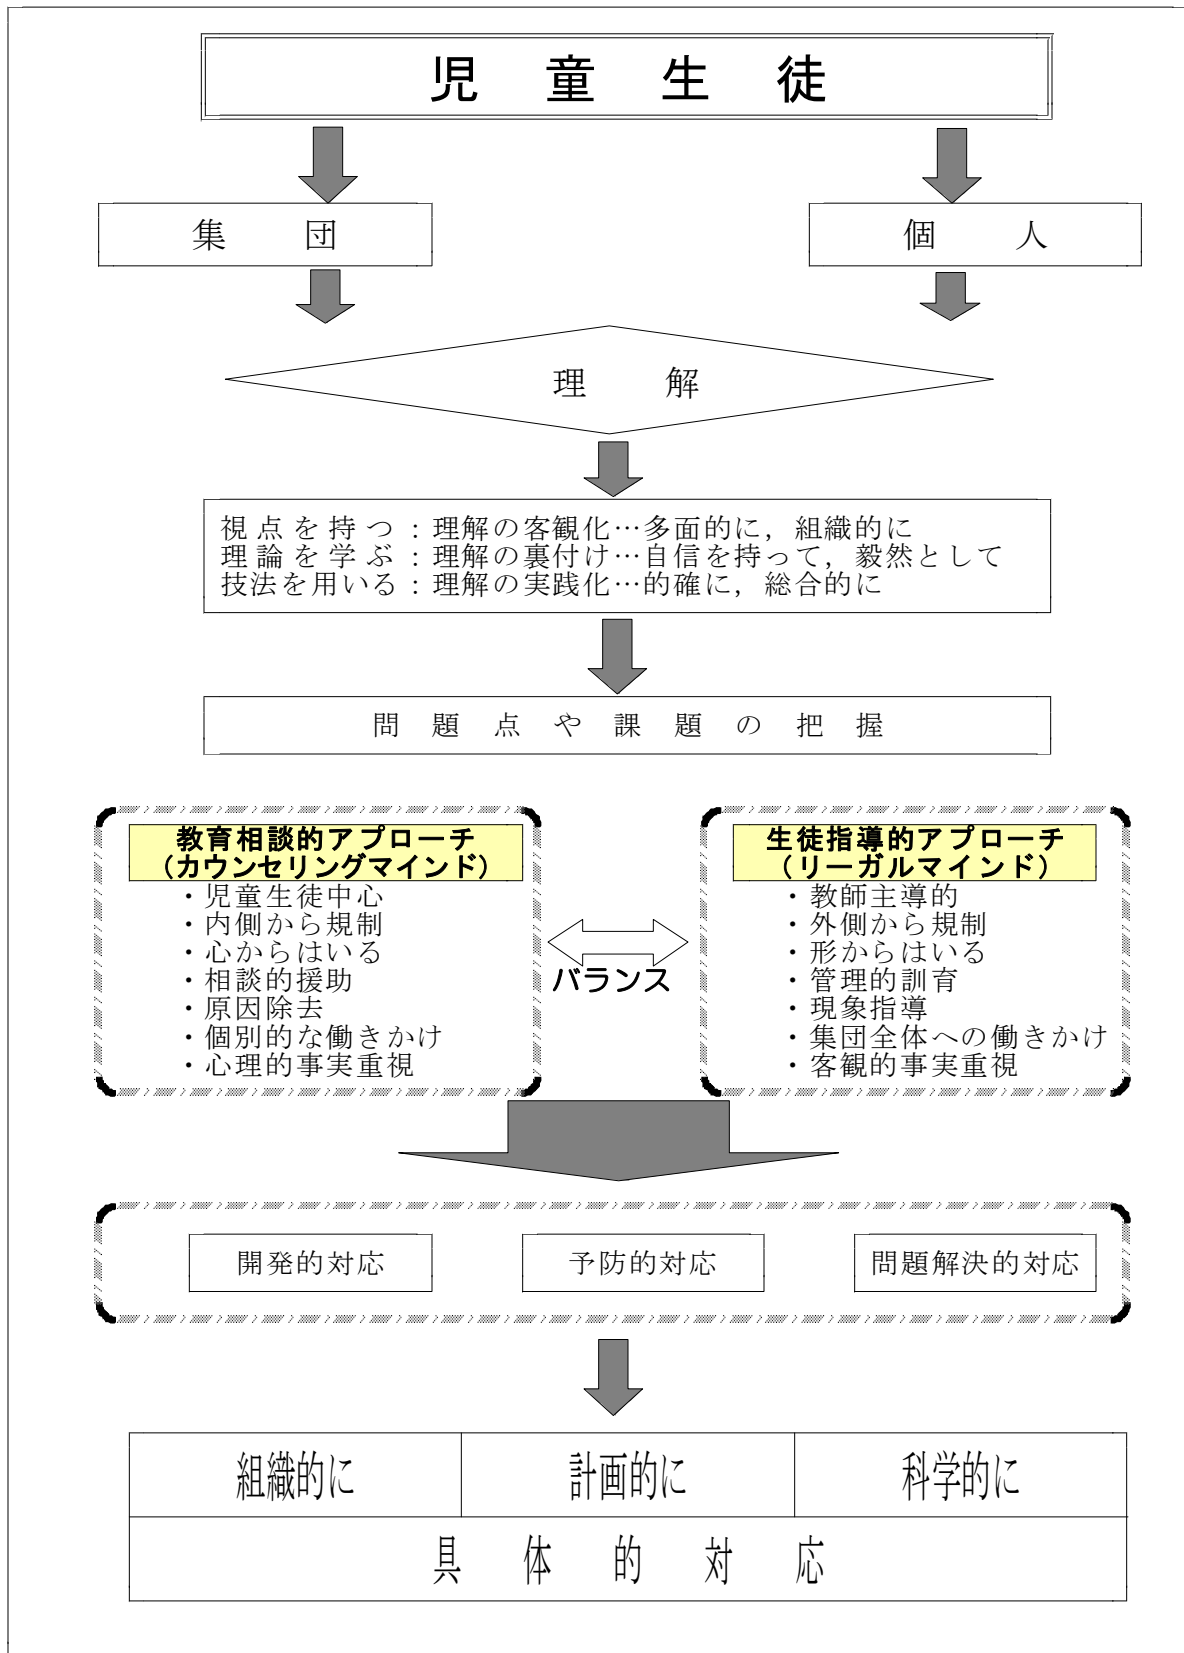 児童生徒
集団
個人
理解
視点を持つ：理解の客観化…多面的に，組織的に
理論を学ぶ：理解の裏付け…自信を持って，毅然として
技法を用いる：理解の実践化…的確に，総合的に
問題点や課題の把握
教育相談的アプローチ
（カウンセリングマインド）
・児童生徒中心
・内側から規制
・心からはいる
・相談的援助
・原因除去
・個別的な働きかけ
・心理的事実重視
バランス
生徒指導的アプローチ
（リーガルマインド）
・教師主導的
・外側から規制
・形からはいる
・管理的訓育
・現象指導
・集団全体への働きかけ
・客観的事実重視
開発的対応
予防的対応
問題解決的対応
組織的に
計画的に
科学的に
具体的対応